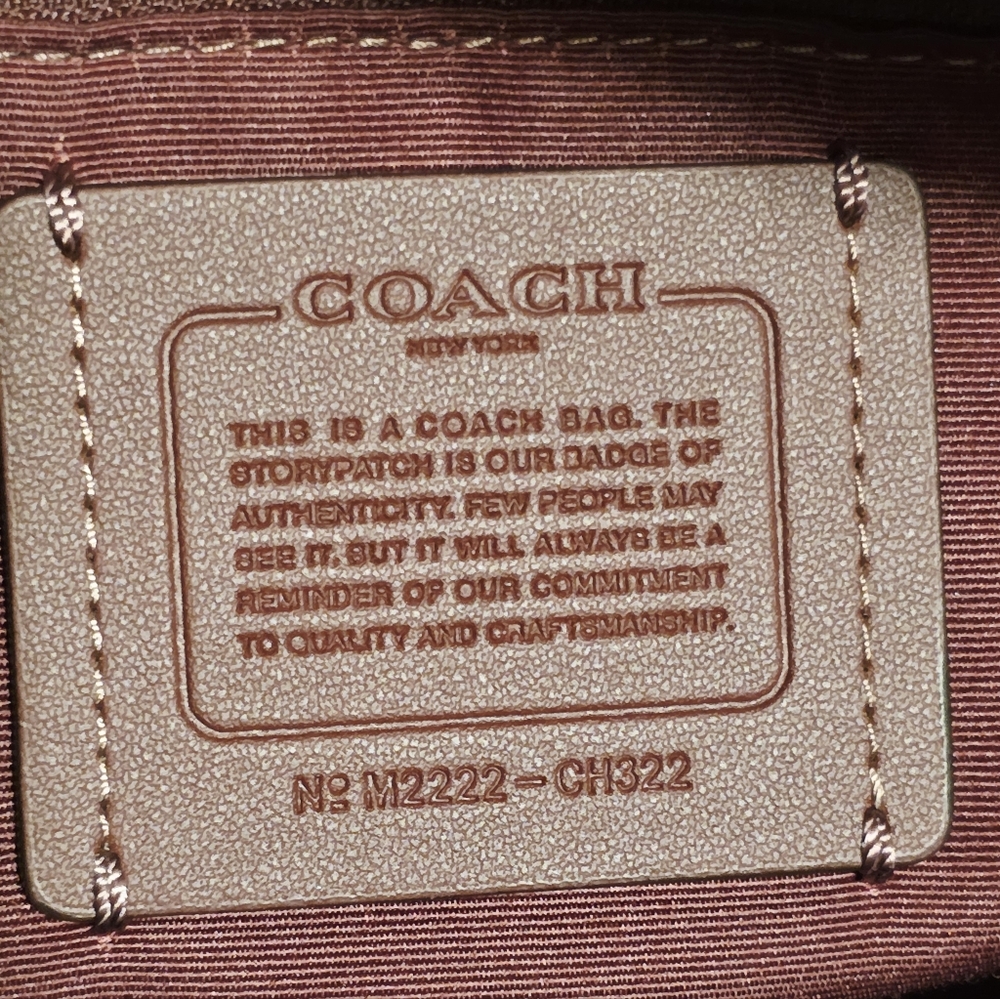 COACH
NEW YORK
THIS IS A COACH BAG. THE
STORYPATCH IS OUR BADGE OF
AUTHENTICITY. FEW PEOPLE MAY
SEE IT. BUT IT WILL ALWAYS BE A
REMINDER OF OUR COMMITMENT
TO QUALITY AND CRAFTSMANSHIP.
Nº M2222-CH322